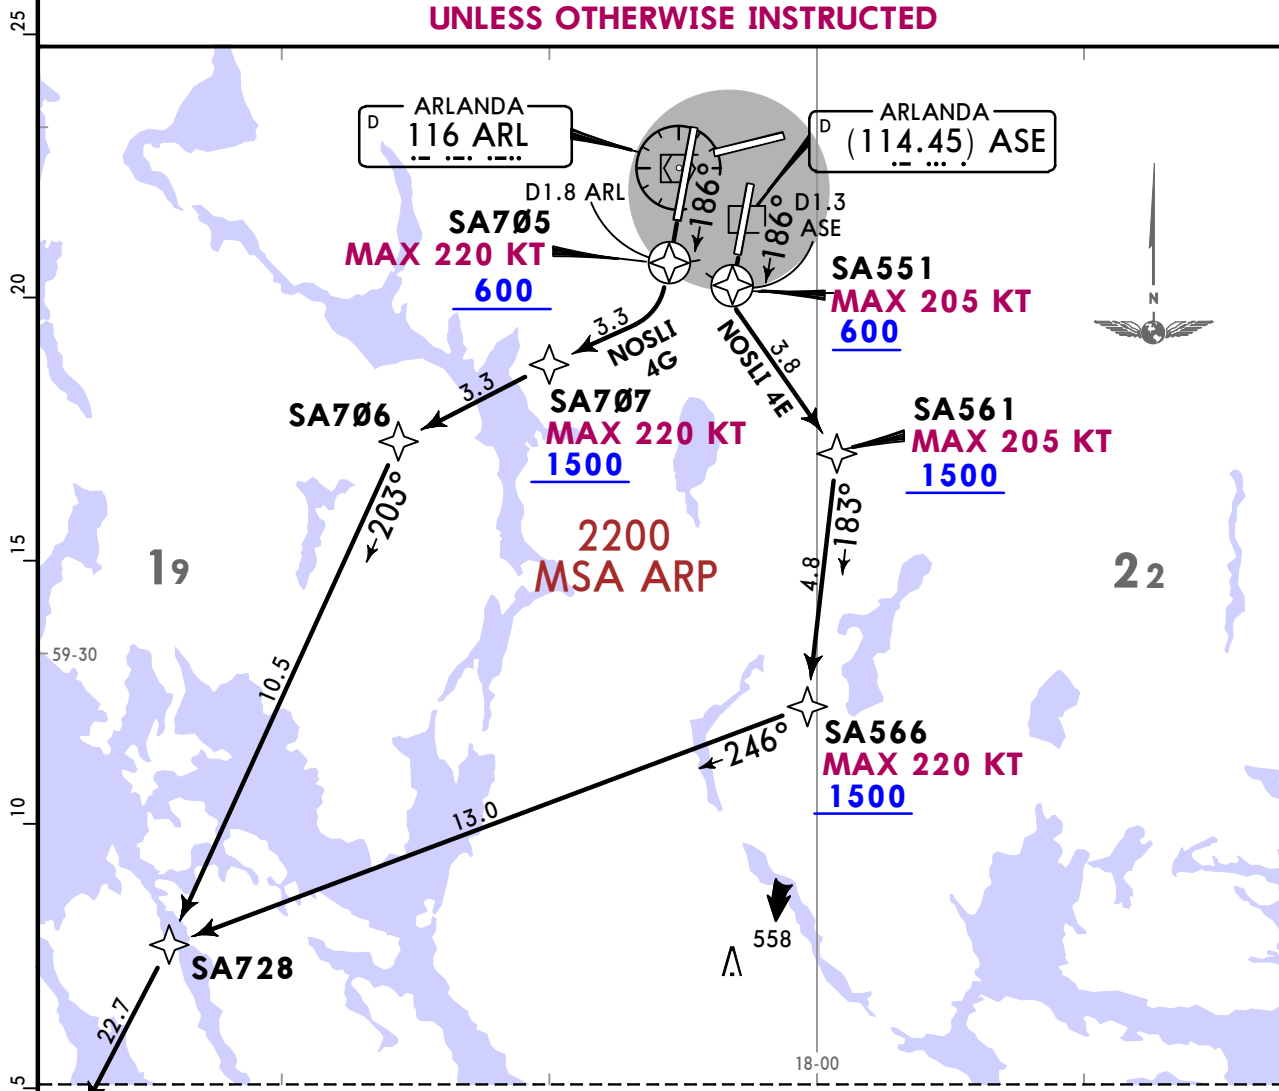 UNLESS OTHERWISE INSTRUCTED
25
ARLANDA
D 116 ARL
ARLANDA
D (114.45) ASE
D1.8 ARL
186°
D1.3
ASE
186°
SA7Ø5
MAX 220 KT
600
20
SA551
MAX 205 KT
600
N
3.3
NOSLI
4G
NOSLI 4E
3.8
3.3
SA7Ø6
SA7Ø7
MAX 220 KT
1500
SA561
MAX 205 KT
1500
203°
183°
2200
MSA ARP
15
19
4.8
22
59-30
10.5
SA566
MAX 220 KT
1500
246°
10
13.0
558
SA728
22.7
18-00
5